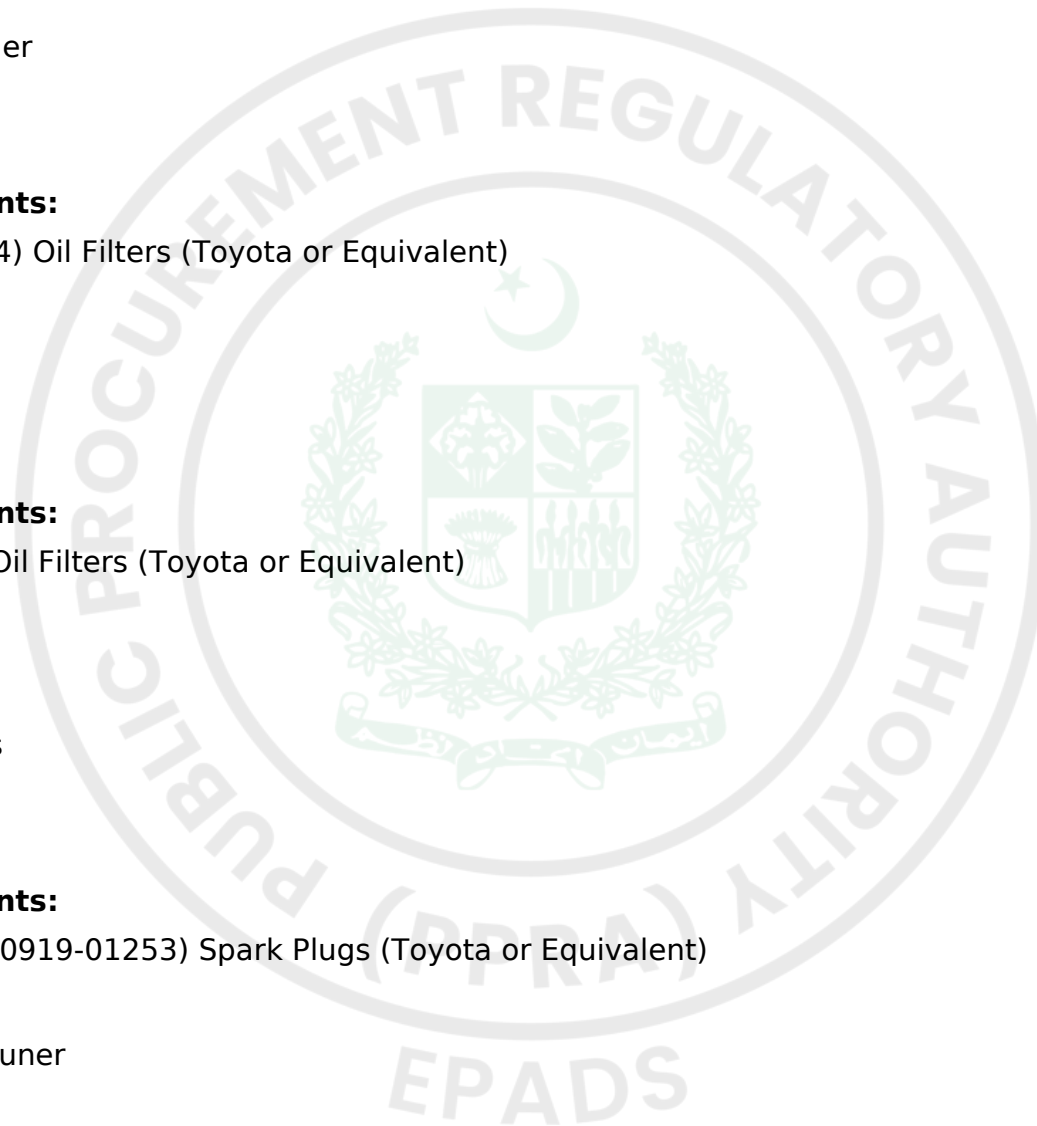 er
nts:
4) Oil Filters (Toyota or Equivalent)
nts:
Oil Filters (Toyota or Equivalent)
s
nts:
0919-01253) Spark Plugs (Toyota or Equivalent)
uner
PUBLIC PROCUREMENT REGULATORY AUTHORITY
(PPRA)
EPADS